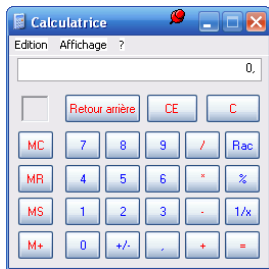 Calculatrice
Edition Affichage ?
0,
Retour arrière CE C
MC 7 8 9 / Rac
MR 4 5 6 * %
MS 1 2 3 - 1/x
M+ 0 +/- , + =